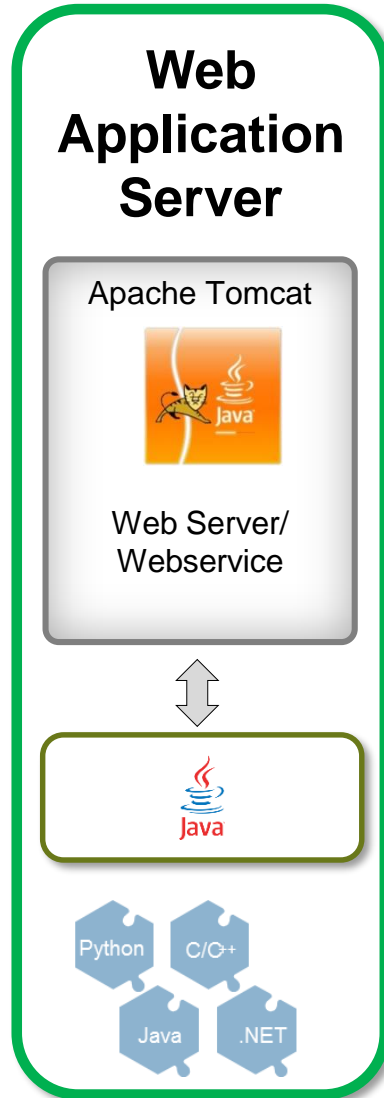 Web
Application
Server
Apache Tomcat
Java
Web Server/
Webservice
Java
Python
C/C++
Java
.NET